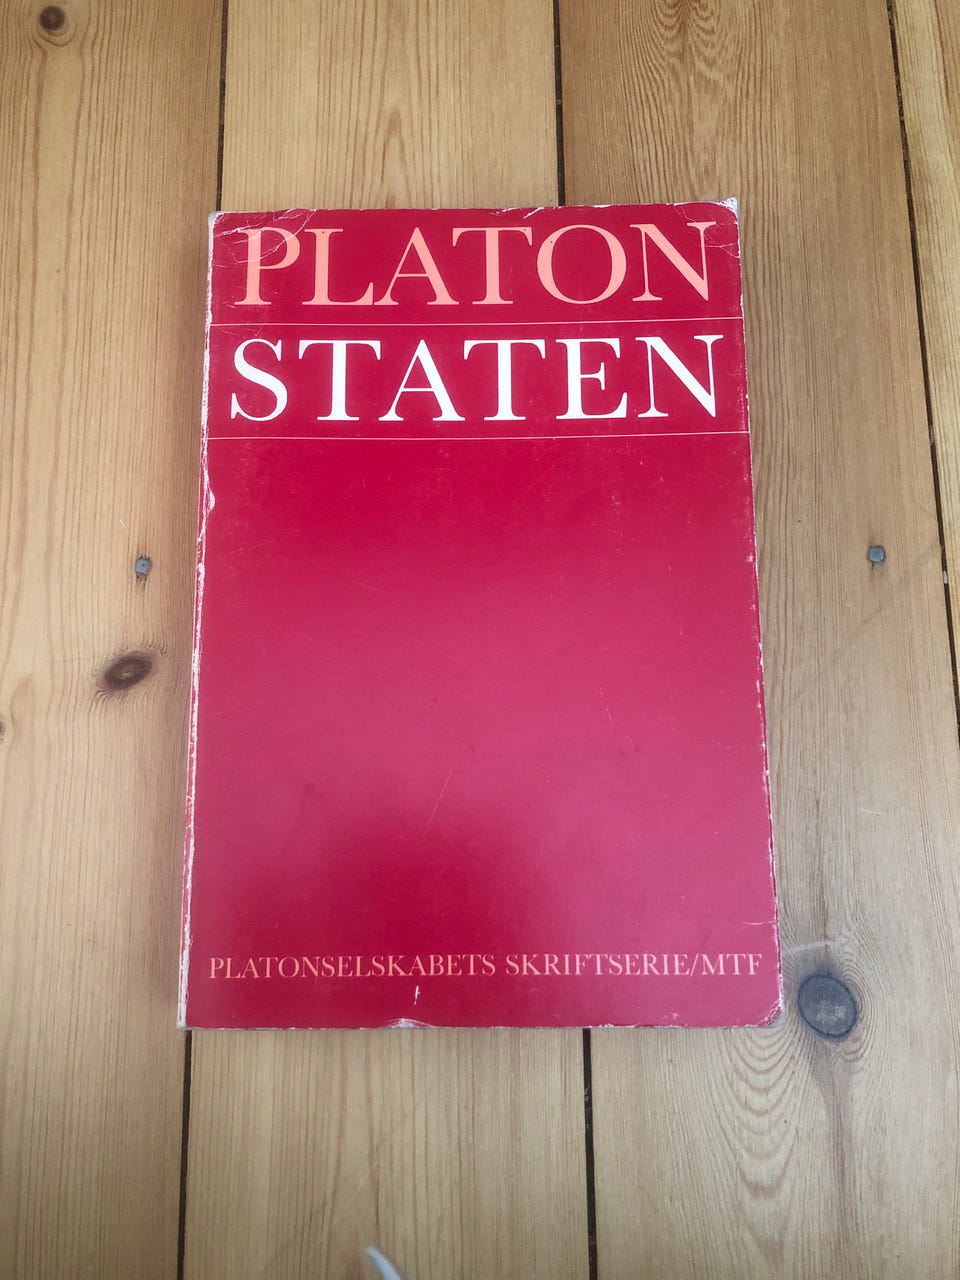 PLATON
STATEN
PLATONSELSKABETS SKRIFTSERIE/MTF